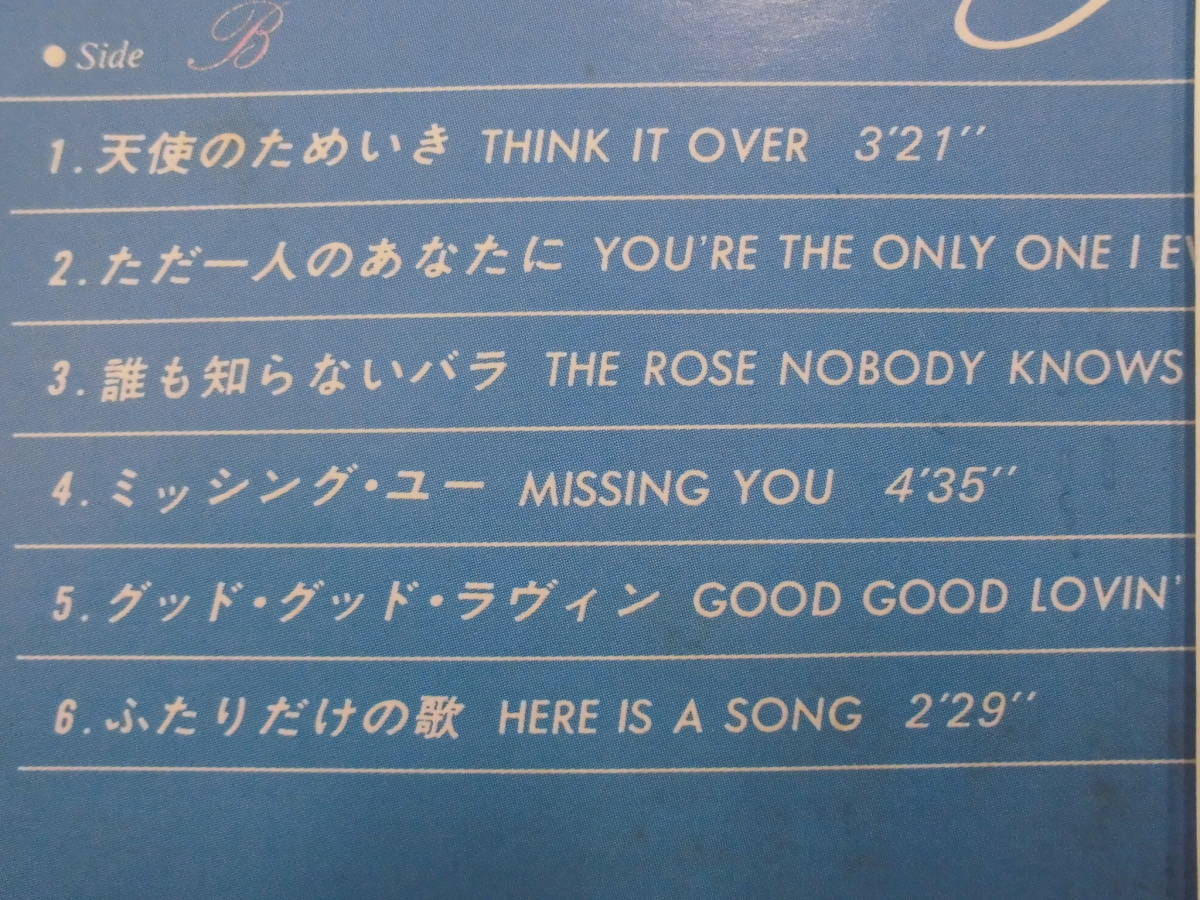 ● Side B
1. 天使のためいき THINK IT OVER 3'21''
2. ただ一人のあなたに YOU'RE THE ONLY ONE I
3. 誰も知らないバラ THE ROSE NOBODY KNOWS
4. ミッシング・ユー MISSING YOU 4'35''
5. グッド・グッド・ラヴィン GOOD GOOD LOVIN'
6. ふたりだけの歌 HERE IS A SONG 2'29''